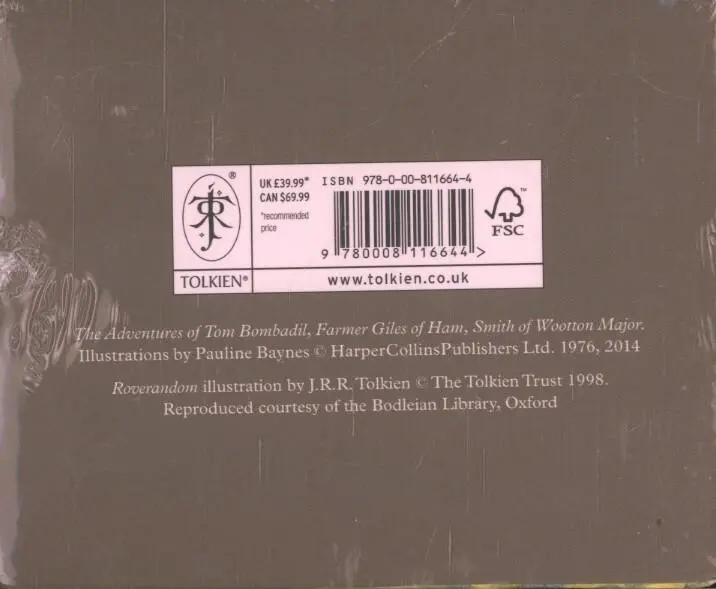 ®
UK £39.99*
CAN $69.99
*recommended
price
ISBN 978-0-00-811664-4
9 780008 116644 >
™
FSC
TOLKIEN®
www.tolkien.co.uk
The Adventures of Tom Bombadil, Farmer Giles of Ham, Smith of Wootton Major.
Illustrations by Pauline Baynes © HarperCollinsPublishers Ltd. 1976, 2014
Roverandom illustration by J.R.R. Tolkien © The Tolkien Trust 1998.
Reproduced courtesy of the Bodleian Library, Oxford